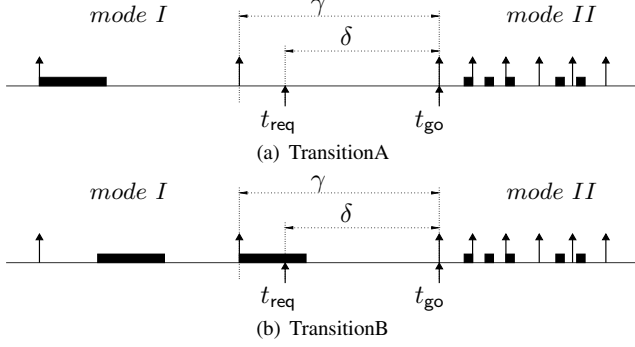 mode I γ mode II
δ
t_req t_go
(a) TransitionA
mode I γ mode II
δ
t_req t_go
(b) TransitionB